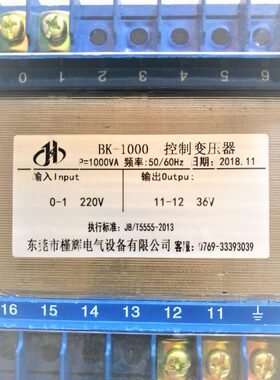 0 1 2 3 4 5 6
BK-1000 控制变压器
P=1000VA 频率:50/60Hz 日期: 2018.11
输入Input 输出Output:
0-1 220V 11-12 36V
执行标准: JB/T5555-2013
东莞市槿辉电气设备有限公司 客服:0769-33393039
16 15 14 13 12 11